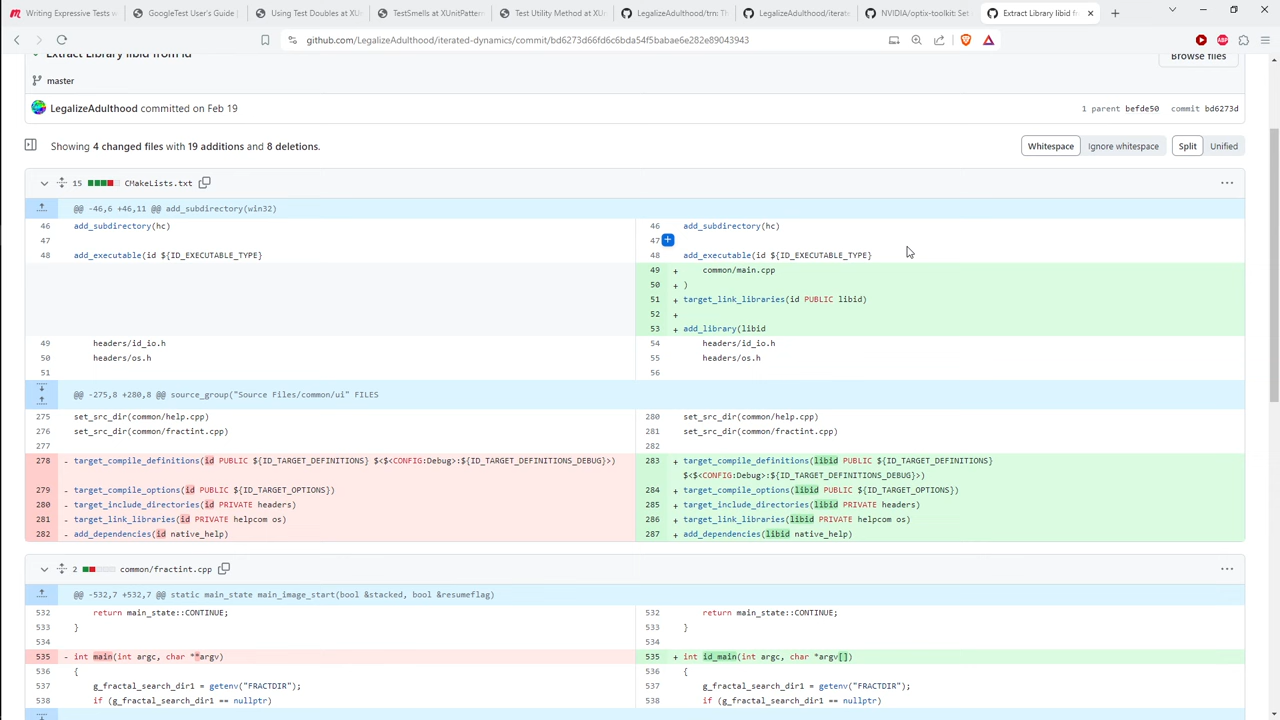 Writing Expressive Tests w
GoogleTest User's Guide |
Using Test Doubles at XUn
TestSmells at XUnitPattern
Test Utility Method at XU
LegalizeAdulthood/trn: Th
LegalizeAdulthood/iterate
NVIDIA/optix-toolkit: Set
Extract Library libid from
github.com/LegalizeAdulthood/iterated-dynamics/commit/bd6273d66fd6c6bda54f5babae6e282e89043943
Extract Library libid from id
Browse files
master
LegalizeAdulthood committed on Feb 19
1 parent befde50 commit bd6273d
Showing 4 changed files with 19 additions and 8 deletions.
Whitespace Ignore whitespace Split Unified
15 CMakeLists.txt
@@ -46,6 +46,11 @@ add_subdirectory(win32)
46 add_subdirectory(hc) 46 add_subdirectory(hc)
47 47
48 add_executable(id ${ID_EXECUTABLE_TYPE} 48 add_executable(id ${ID_EXECUTABLE_TYPE}
49 + common/main.cpp
50 + )
51 + target_link_libraries(id PUBLIC libid)
52 +
53 + add_library(libid
49 headers/id_io.h 54 headers/id_io.h
50 headers/os.h 55 headers/os.h
51 56
@@ -275,8 +280,8 @@ source_group("Source Files/common/ui" FILES
275 set_src_dir(common/help.cpp) 280 set_src_dir(common/help.cpp)
276 set_src_dir(common/fractint.cpp) 281 set_src_dir(common/fractint.cpp)
277 282
278 - target_compile_definitions(id PUBLIC ${ID_TARGET_DEFINITIONS} $<$<CONFIG:Debug>:${ID_TARGET_DEFINITIONS_DEBUG}>) 283 + target_compile_definitions(libid PUBLIC ${ID_TARGET_DEFINITIONS}
$<$<CONFIG:Debug>:${ID_TARGET_DEFINITIONS_DEBUG}>)
279 - target_compile_options(id PUBLIC ${ID_TARGET_OPTIONS}) 284 + target_compile_options(libid PUBLIC ${ID_TARGET_OPTIONS})
280 - target_include_directories(id PRIVATE headers) 285 + target_include_directories(libid PRIVATE headers)
281 - target_link_libraries(id PRIVATE helpcom os) 286 + target_link_libraries(libid PRIVATE helpcom os)
282 - add_dependencies(id native_help) 287 + add_dependencies(libid native_help)
2 common/fractint.cpp
@@ -532,7 +532,7 @@ static main_state main_image_start(bool &stacked, bool &resumeflag)
532 return main_state::CONTINUE; 532 return main_state::CONTINUE;
533 } 533 }
534 534
535 - int main(int argc, char **argv) 535 + int id_main(int argc, char *argv[])
536 { 536 {
537 g_fractal_search_dir1 = getenv("FRACTDIR"); 537 g_fractal_search_dir1 = getenv("FRACTDIR");
538 if (g_fractal_search_dir1 == nullptr) 538 if (g_fractal_search_dir1 == nullptr)